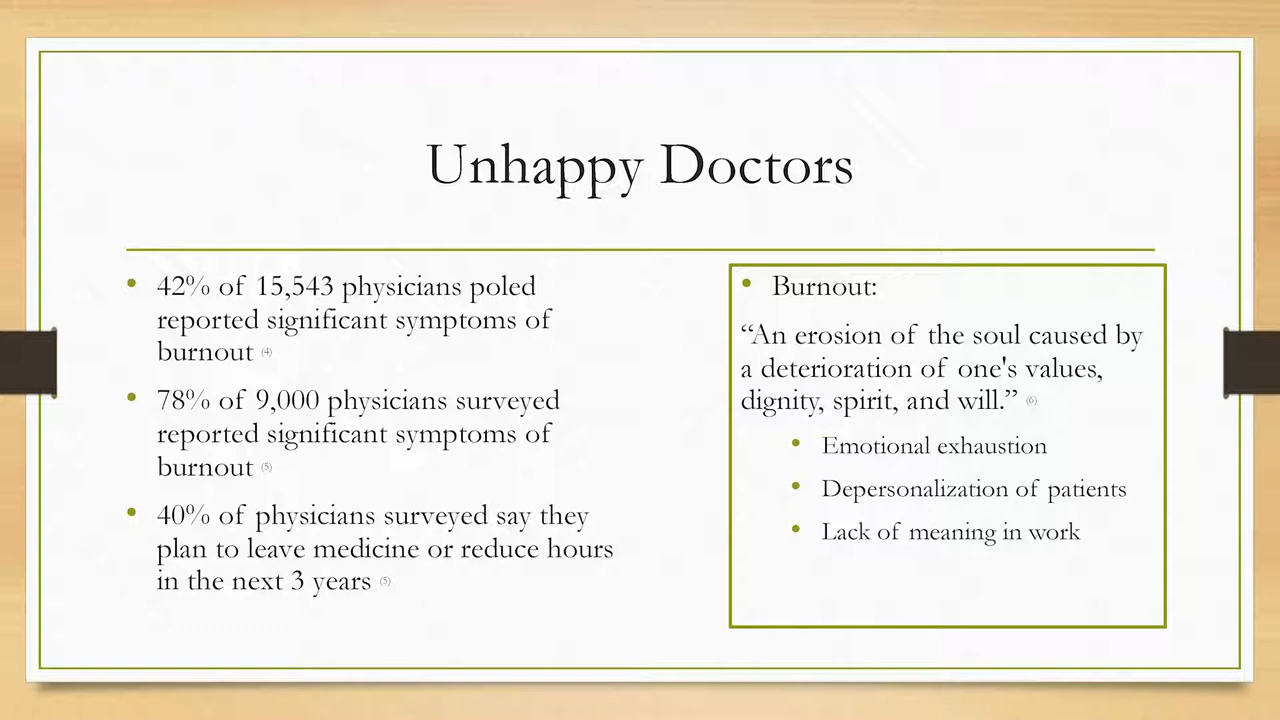 Unhappy Doctors
• 42% of 15,543 physicians poled
reported significant symptoms of
burnout (4)
• 78% of 9,000 physicians surveyed
reported significant symptoms of
burnout (5)
• 40% of physicians surveyed say they
plan to leave medicine or reduce hours
in the next 3 years (5)
• Burnout:
“An erosion of the soul caused by
a deterioration of one's values,
dignity, spirit, and will.” (6)
• Emotional exhaustion
• Depersonalization of patients
• Lack of meaning in work